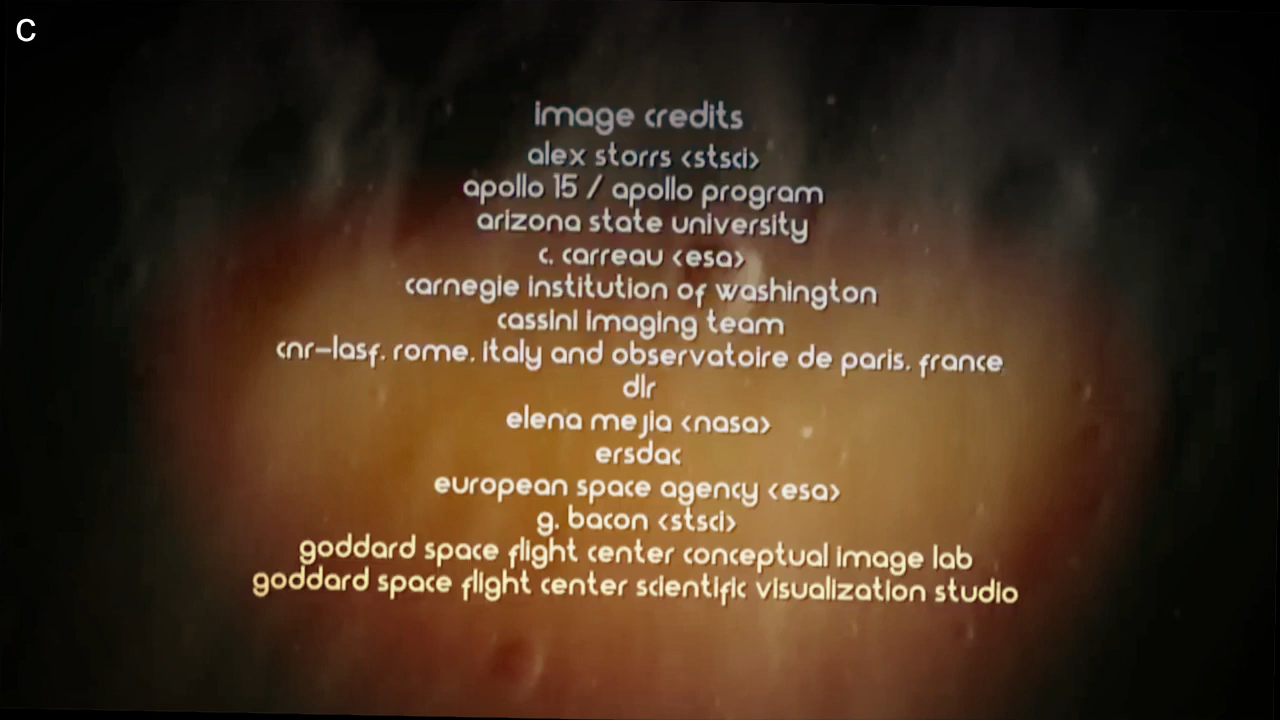 C
image credits
alex storrs <stsci>
apollo 15 / apollo program
arizona state university
c. carreau <esa>
carnegie institution of washington
cassini imaging team
cnr-lasf. rome. italy and observatoire de paris. france
dlr
elena mejia <nasa>
ersdac
european space agency <esa>
g. bacon <stsci>
goddard space flight center conceptual image lab
goddard space flight center scientific visualization studio